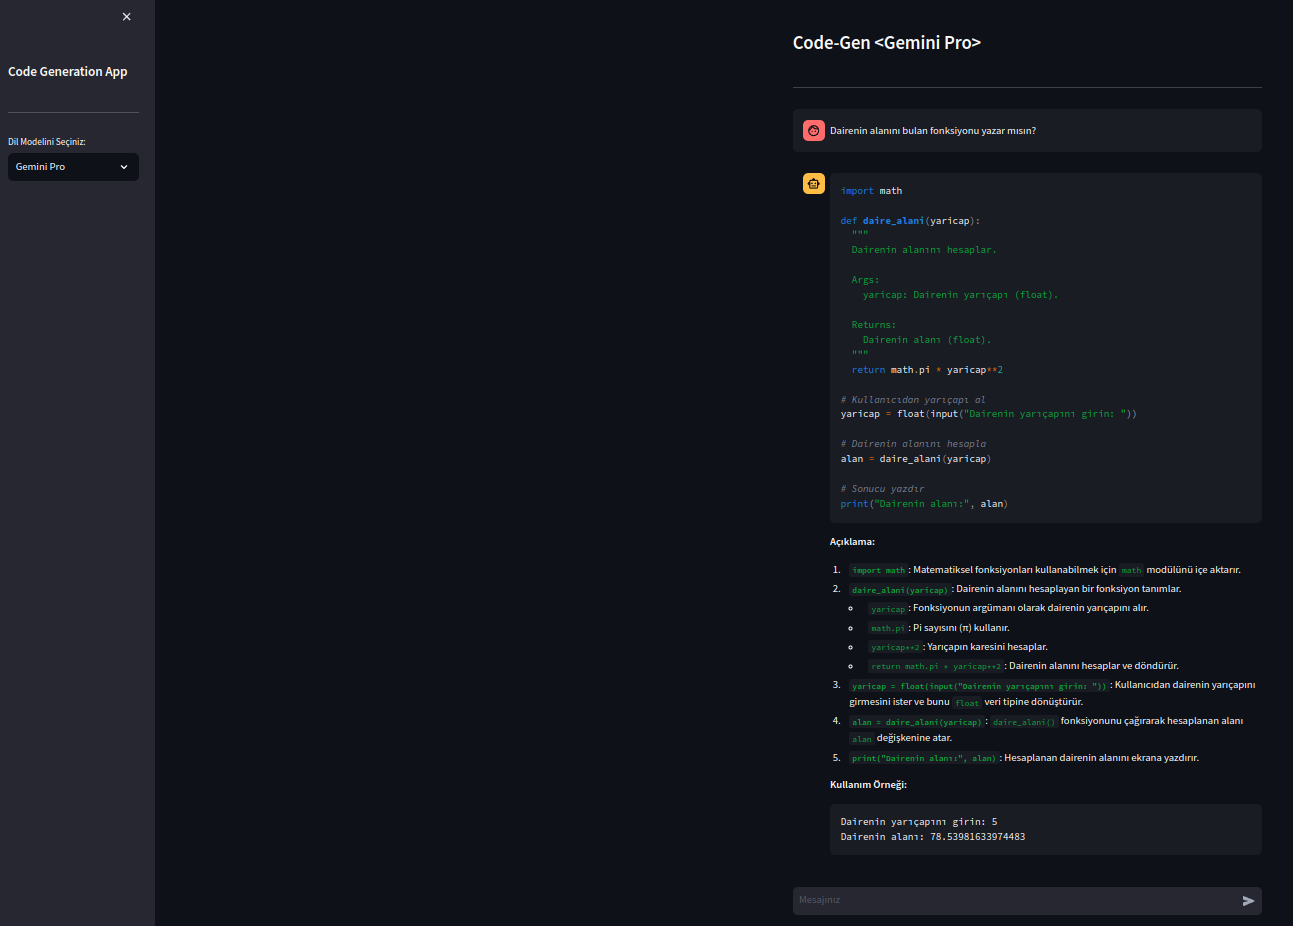 Code Generation App
Dil Modelini Seçiniz:
Gemini Pro
Code-Gen <Gemini Pro>
Dairenin alanını bulan fonksiyonu yazar mısın?
import math
def daire_alani(yaricap):
"""
Dairenin alanını hesaplar.
Args:
yaricap: Dairenin yarıçapı (float).
Returns:
Dairenin alanı (float).
"""
return math.pi * yaricap**2
# Kullanıcıdan yarıçapı al
yaricap = float(input("Dairenin yarıçapını girin: "))
# Dairenin alanını hesapla
alan = daire_alani(yaricap)
# Sonucu yazdır
print("Dairenin alanı:", alan)
Açıklama:
1. import math : Matematiksel fonksiyonları kullanabilmek için math modülünü içe aktarır.
2. daire_alani(yaricap) : Dairenin alanını hesaplayan bir fonksiyon tanımlar.
yaricap : Fonksiyonun argümanı olarak dairenin yarıçapını alır.
math.pi : Pi sayısını (π) kullanır.
yaricap**2 : Yarıçapın karesini hesaplar.
return math.pi * yaricap**2 : Dairenin alanını hesaplar ve döndürür.
3. yaricap = float(input("Dairenin yarıçapını girin: ")) : Kullanıcıdan dairenin yarıçapını
girmesini ister ve bunu float veri tipine dönüştürür.
4. alan = daire_alani(yaricap) : daire_alani() fonksiyonunu çağırarak hesaplanan alanı
alan değişkenine atar.
5. print("Dairenin alanı:", alan) : Hesaplanan dairenin alanını ekrana yazdırır.
Kullanım Örneği:
Dairenin yarıçapını girin: 5
Dairenin alanı: 78.53981633974483
Mesajınız